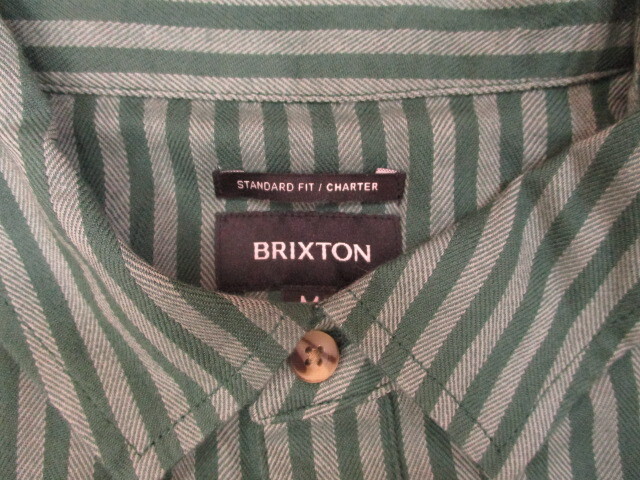 STANDARD FIT / CHARTER
BRIXTON
M